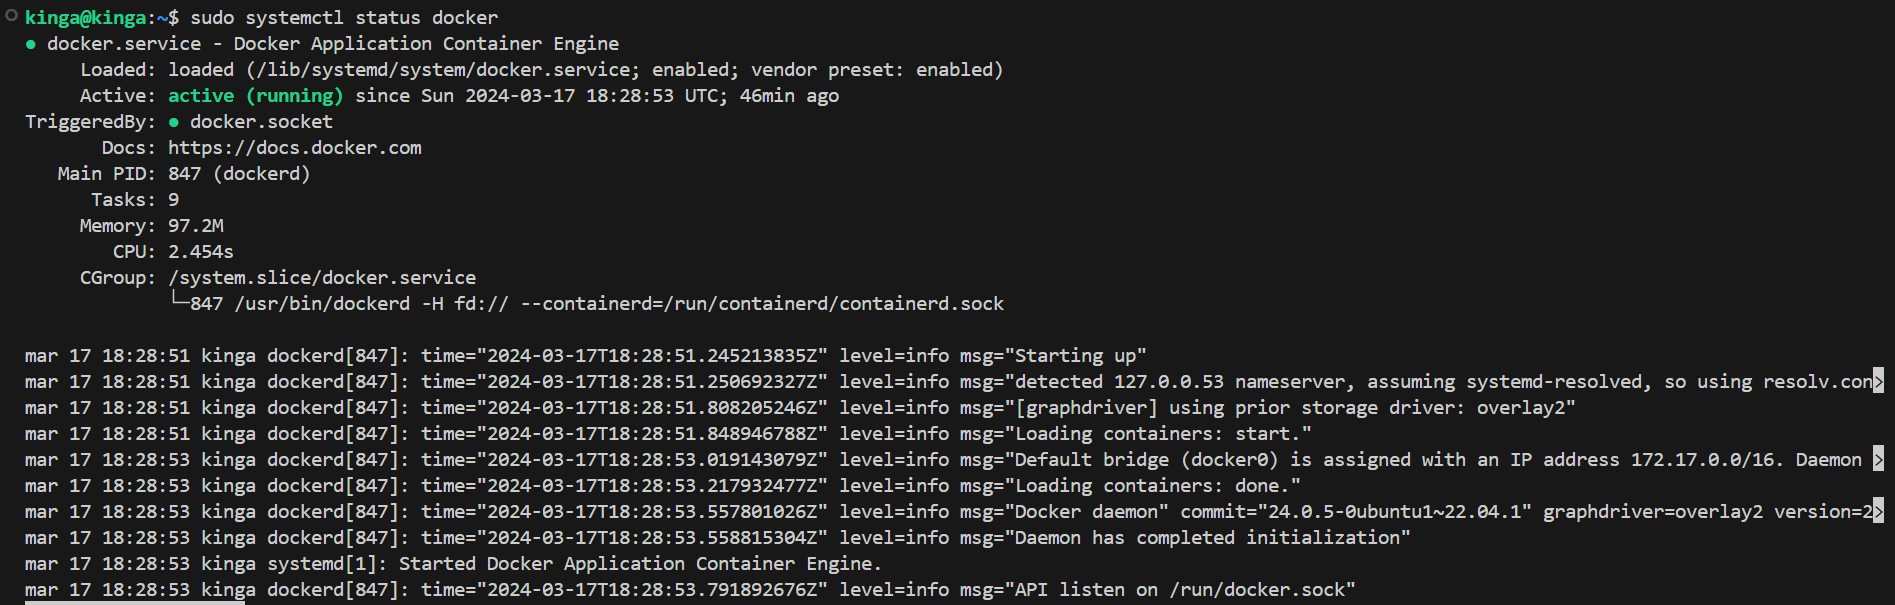 kinga@kinga:~$ sudo systemctl status docker
● docker.service - Docker Application Container Engine
Loaded: loaded (/lib/systemd/system/docker.service; enabled; vendor preset: enabled)
Active: active (running) since Sun 2024-03-17 18:28:53 UTC; 46min ago
TriggeredBy: ● docker.socket
Docs: https://docs.docker.com
Main PID: 847 (dockerd)
Tasks: 9
Memory: 97.2M
CPU: 2.454s
CGroup: /system.slice/docker.service
└─847 /usr/bin/dockerd -H fd:// --containerd=/run/containerd/containerd.sock
mar 17 18:28:51 kinga dockerd[847]: time="2024-03-17T18:28:51.245213835Z" level=info msg="Starting up"
mar 17 18:28:51 kinga dockerd[847]: time="2024-03-17T18:28:51.250692327Z" level=info msg="detected 127.0.0.53 nameserver, assuming systemd-resolved, so using resolv.con>
mar 17 18:28:51 kinga dockerd[847]: time="2024-03-17T18:28:51.808205246Z" level=info msg="[graphdriver] using prior storage driver: overlay2"
mar 17 18:28:51 kinga dockerd[847]: time="2024-03-17T18:28:51.848946788Z" level=info msg="Loading containers: start."
mar 17 18:28:53 kinga dockerd[847]: time="2024-03-17T18:28:53.019143079Z" level=info msg="Default bridge (docker0) is assigned with an IP address 172.17.0.0/16. Daemon >
mar 17 18:28:53 kinga dockerd[847]: time="2024-03-17T18:28:53.217932477Z" level=info msg="Loading containers: done."
mar 17 18:28:53 kinga dockerd[847]: time="2024-03-17T18:28:53.557801026Z" level=info msg="Docker daemon" commit="24.0.5-0ubuntu1~22.04.1" graphdriver=overlay2 version=2>
mar 17 18:28:53 kinga dockerd[847]: time="2024-03-17T18:28:53.558815304Z" level=info msg="Daemon has completed initialization"
mar 17 18:28:53 kinga systemd[1]: Started Docker Application Container Engine.
mar 17 18:28:53 kinga dockerd[847]: time="2024-03-17T18:28:53.791892676Z" level=info msg="API listen on /run/docker.sock"